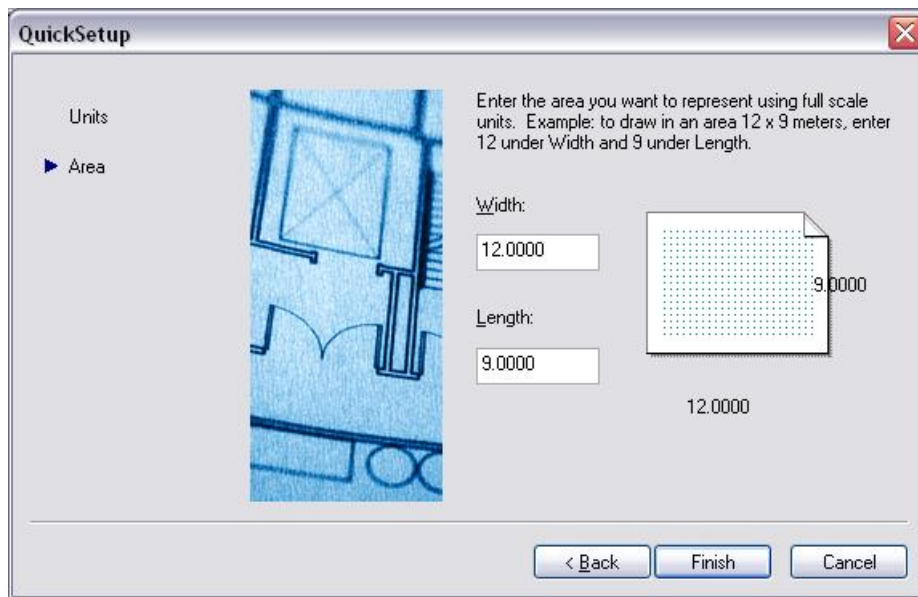 QuickSetup
Units
Area
Enter the area you want to represent using full scale
units. Example: to draw in an area 12 x 9 meters, enter
12 under Width and 9 under Length.
Width:
12.0000
9.0000
Length:
9.0000
12.0000
< Back
Finish
Cancel